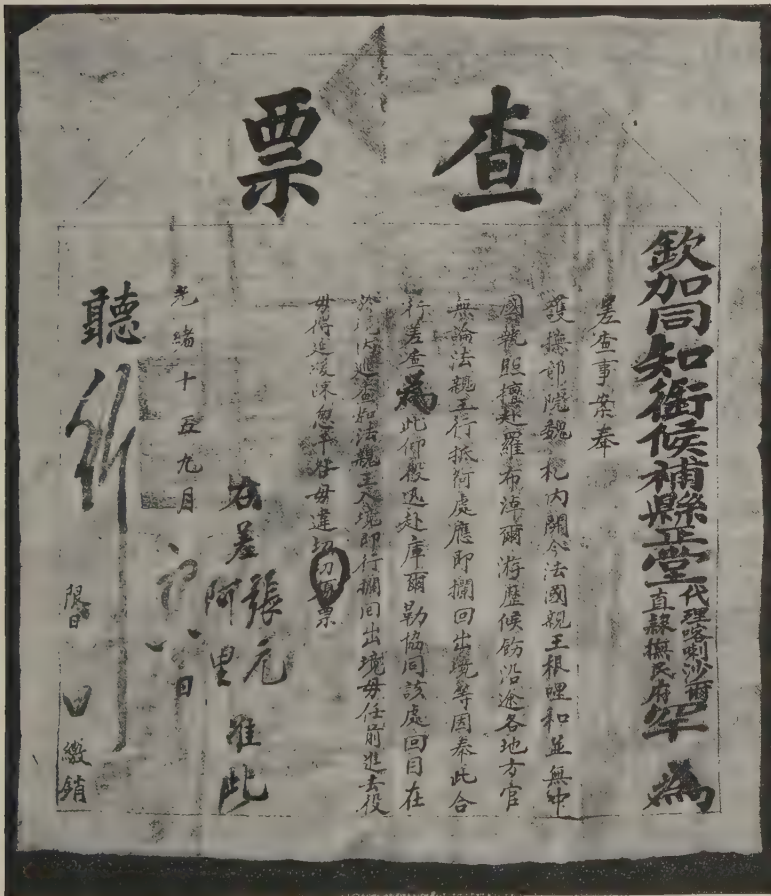 查票
欽加同知銜候補縣正堂代理喀喇沙爾直隸撫民府 為
差查事案奉
護撫部院魏 札內開今法國親王根哩和並無中
國執照擅赴羅布淖爾游歷候飭沿途各地方官
無論法親王行抵何處應即攔回出境等因奉此合
行差查為此仰役迅赴庫爾勒協同該處回目在
於 內 查如法親王入境即行攔回出境毋任前進去役
毋得延湲疎忽干咎毋違切切須票
右差 張元 阿里 准此
光緒十五九月 八日
聽
限日 日繳銷